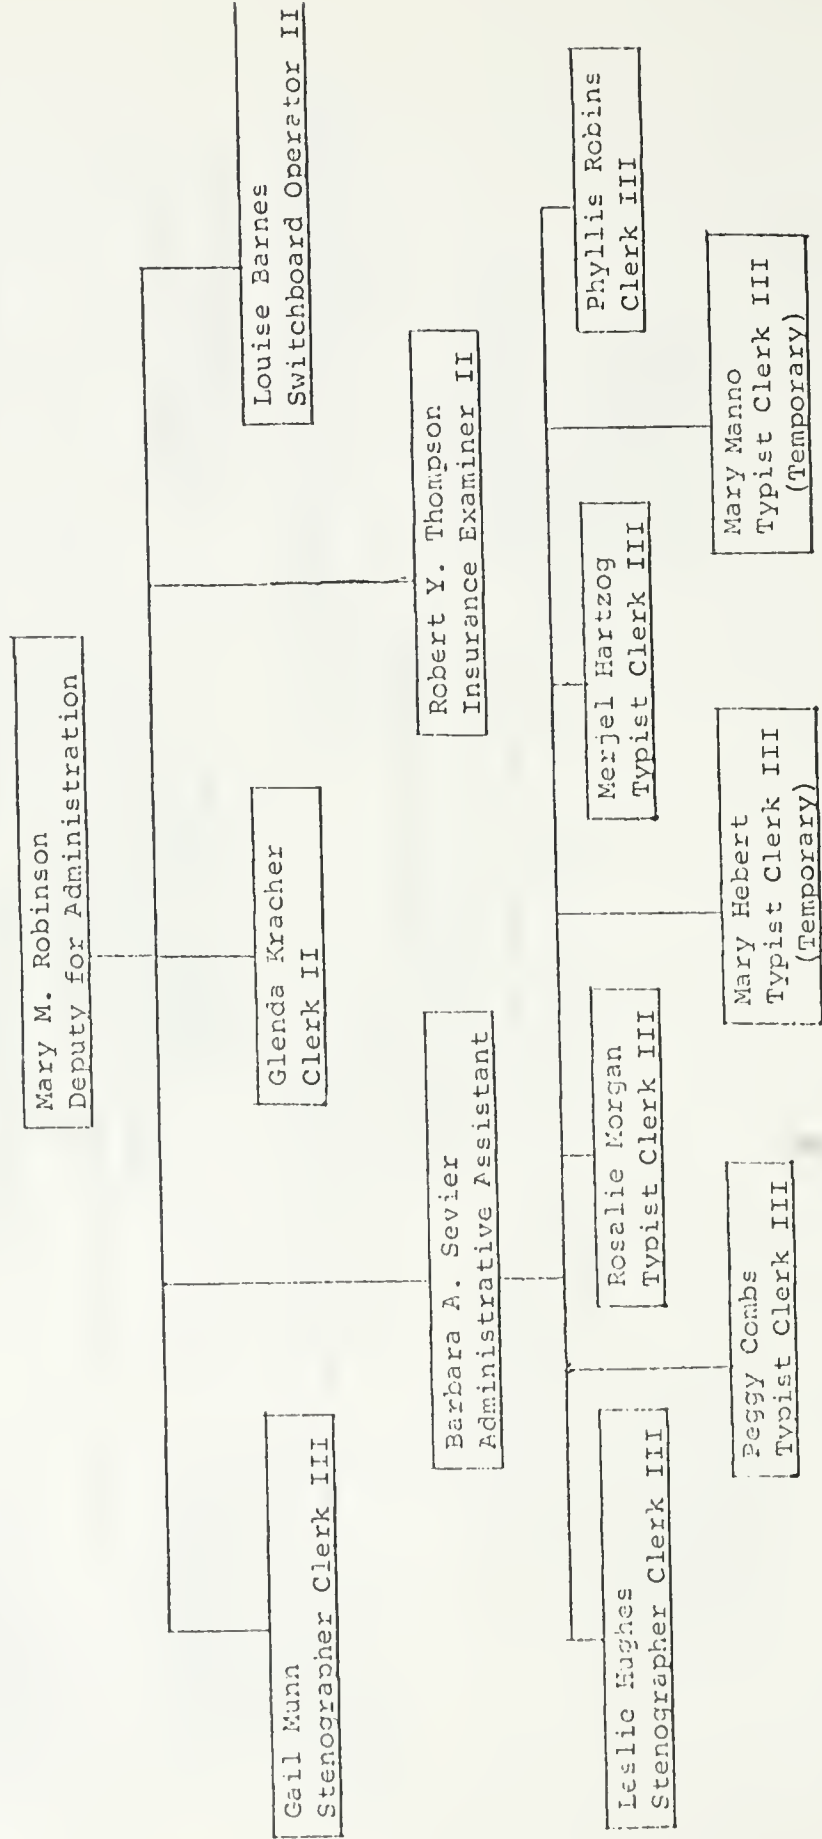 Mary M. Robinson
Deputy for Administration
Gail Munn
Stenographer Clerk III
Glenda Kracher
Clerk II
Louise Barnes
Switchboard Operator II
Barbara A. Sevier
Administrative Assistant
Robert Y. Thompson
Insurance Examiner II
Leslie Hughes
Stenographer Clerk III
Rosalie Morgan
Typist Clerk III
Merjel Hartzog
Typist Clerk III
Phyllis Robins
Clerk III
Peggy Combs
Typist Clerk III
Mary Hebert
Typist Clerk III
(Temporary)
Mary Manno
Typist Clerk III
(Temporary)